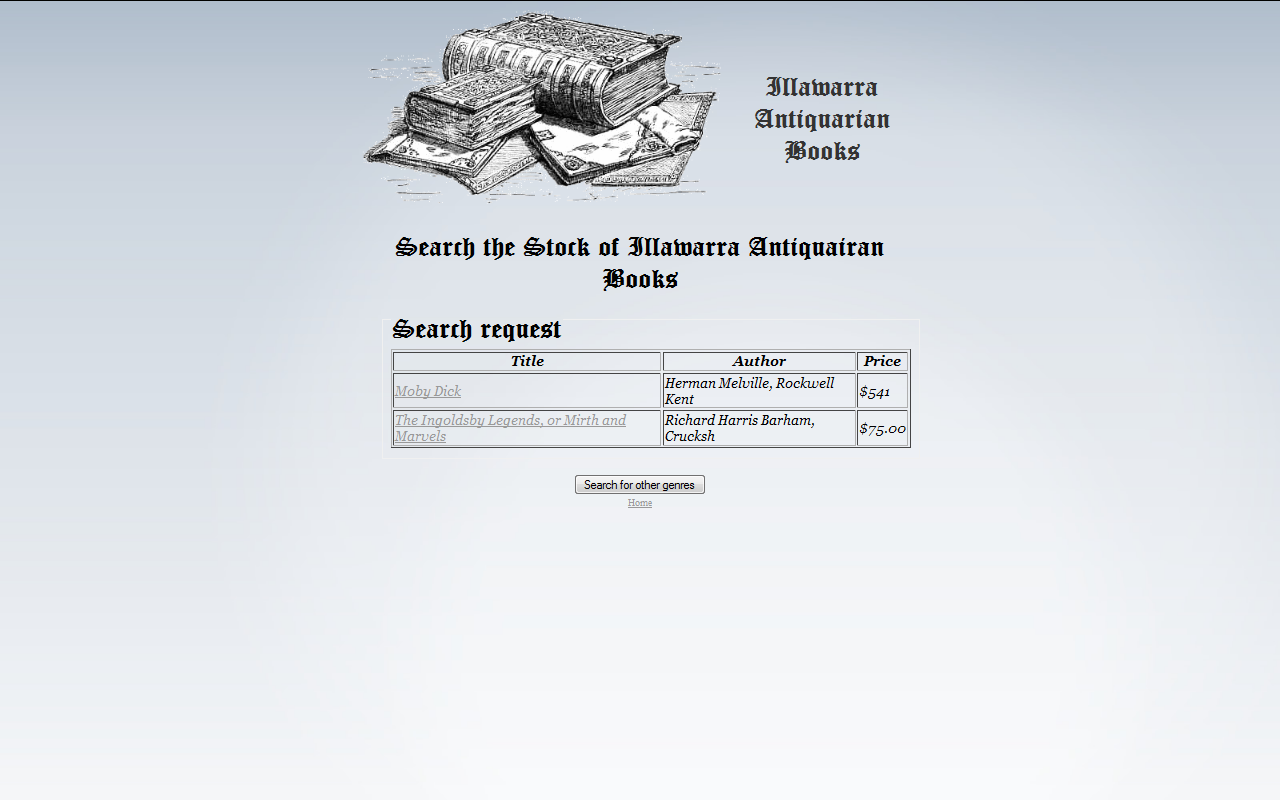 Illawarra
Antiquarian
Books
Search the Stock of Illawarra Antiquairan
Books
Search request
Title Author Price
Moby Dick Herman Melville, Rockwell Kent $541
The Ingoldsby Legends, or Mirth and Marvels Richard Harris Barham, Crucksh $75.00
Search for other genres
Home